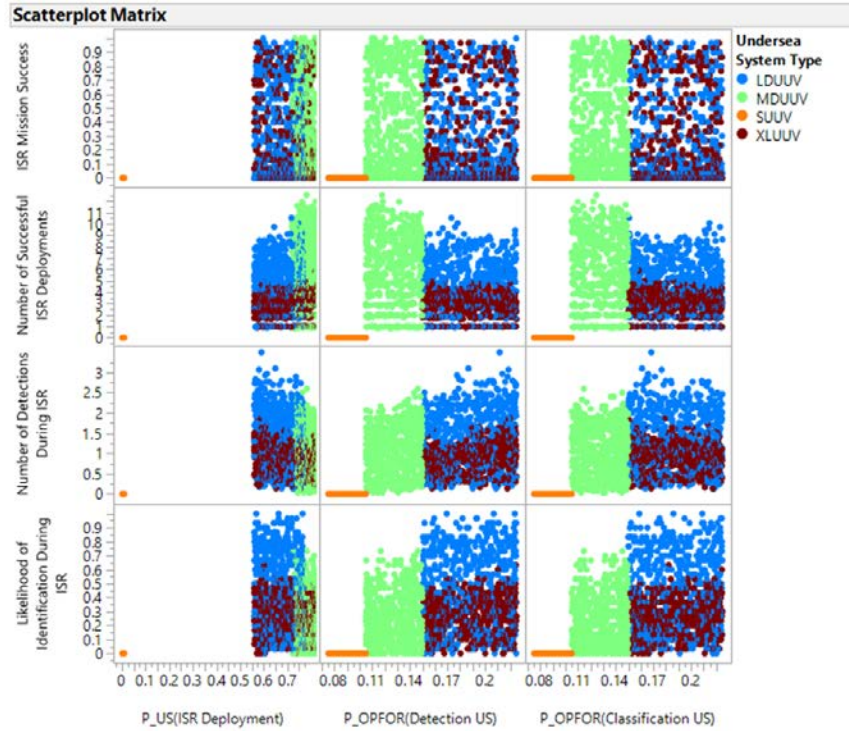 Scatterplot Matrix
Undersea
System Type
LDUUV
MDUUV
SUUV
XLUUV
ISR Mission Success
0.9
0.8
0.7
0.6
0.5
0.4
0.3
0.2
0.1
0
Number of Successful
ISR Deployments
11
10
9
8
7
6
5
4
3
2
1
0
Number of Detections
During ISR
3
2.5
2
1.5
1
0.5
0
Likelihood of
Identification During
ISR
0.9
0.8
0.7
0.6
0.5
0.4
0.3
0.2
0.1
0
0 0.1 0.2 0.3 0.4 0.5 0.6 0.7
0.08 0.11 0.14 0.17 0.2
0.08 0.11 0.14 0.17 0.2
P_US(ISR Deployment)
P_OPFOR(Detection US)
P_OPFOR(Classification US)